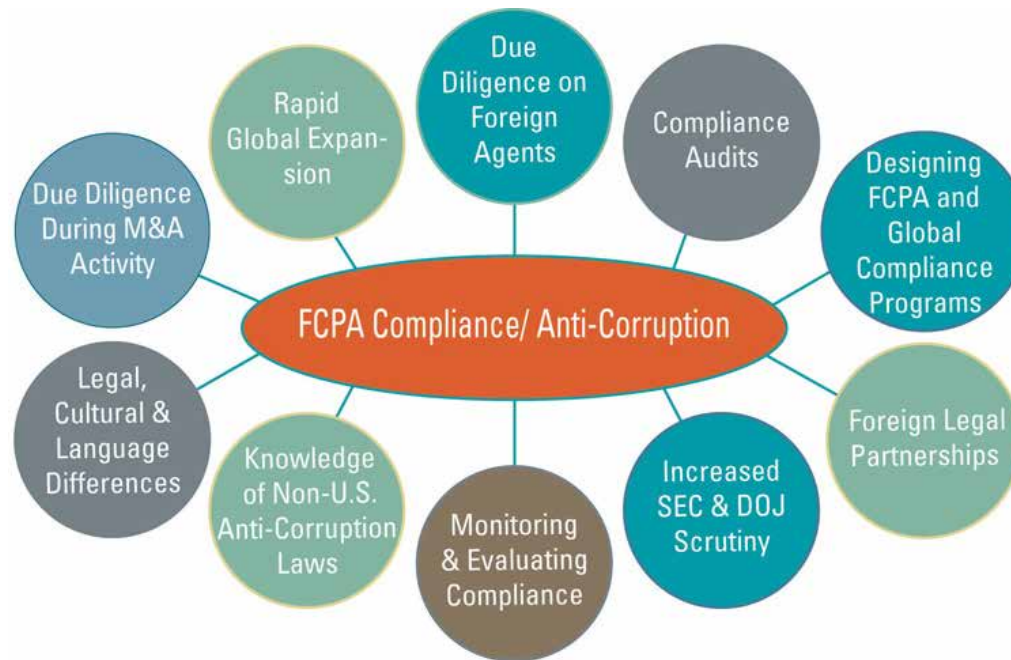 Due
Diligence on
Foreign
Agents
Rapid
Global Expan-
sion
Compliance
Audits
Due Diligence
During M&A
Activity
Designing
FCPA and
Global
Compliance
Programs
FCPA Compliance/ Anti-Corruption
Legal,
Cultural &
Language
Differences
Foreign Legal
Partnerships
Knowledge
of Non-U.S.
Anti-Corruption
Laws
Monitoring
& Evaluating
Compliance
Increased
SEC & DOJ
Scrutiny